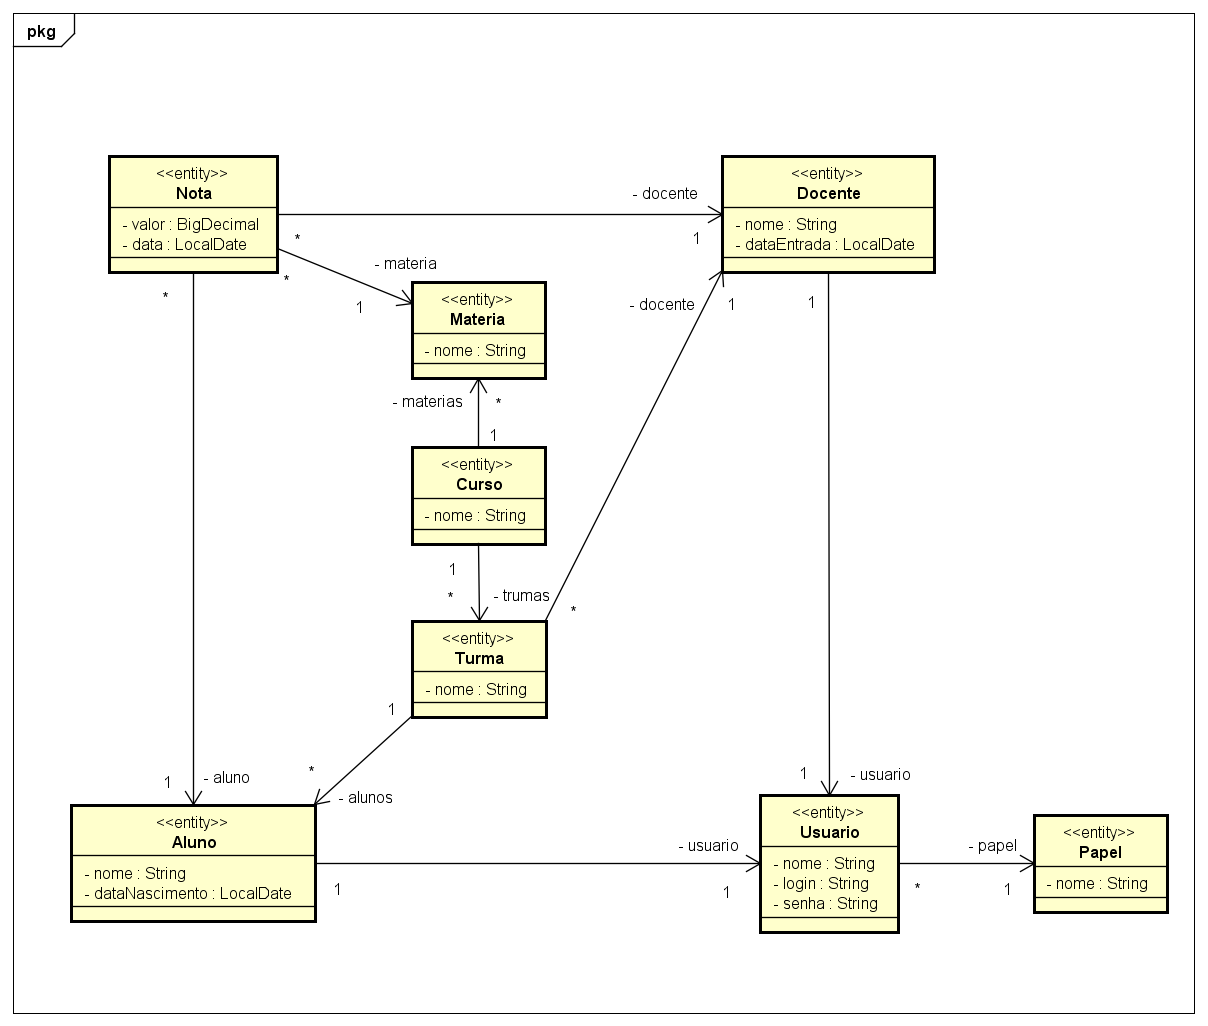 pkg
<<entity>>
Nota
- valor : BigDecimal
- data : LocalDate
- docente
<<entity>>
Docente
- nome : String
- dataEntrada : LocalDate
*
1
*
- materia
1
*
1
<<entity>>
Materia
- nome : String
- docente
1
1
- materias
*
1
<<entity>>
Curso
- nome : String
1
*
- trumas
*
<<entity>>
Turma
- nome : String
1
*
- alunos
1
- aluno
1
- usuario
<<entity>>
Aluno
- nome : String
- dataNascimento : LocalDate
1
- usuario
1
<<entity>>
Usuario
- nome : String
- login : String
- senha : String
*
- papel
1
<<entity>>
Papel
- nome : String